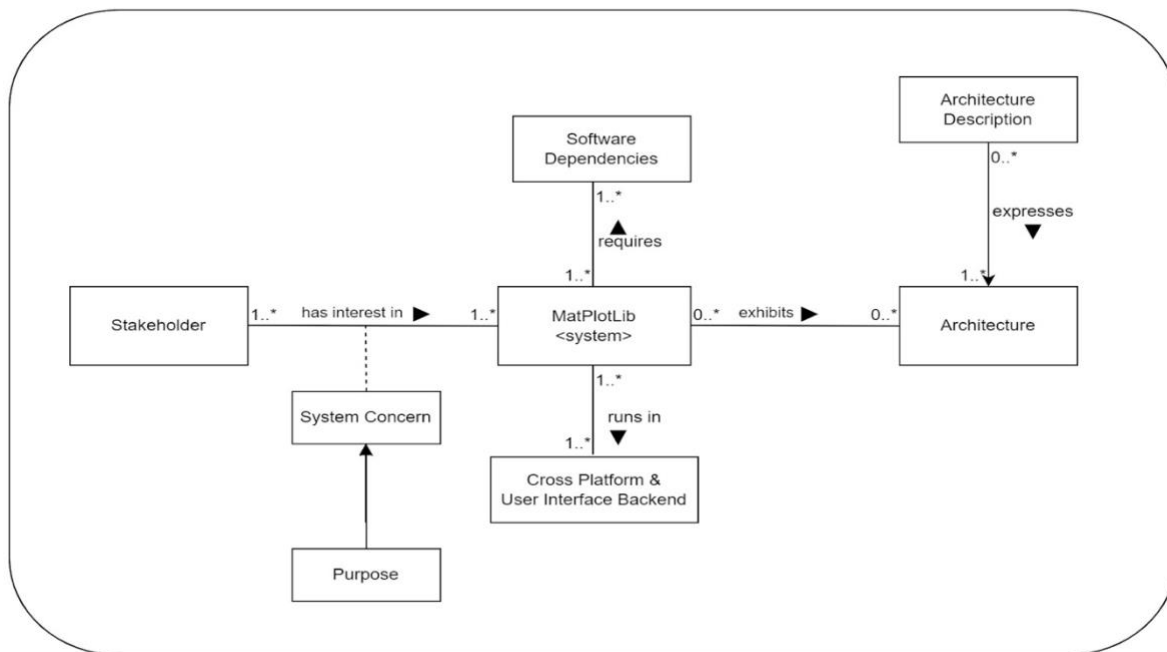 Architecture
Description
0..*
expresses
1..*
Software
Dependencies
1..*
requires
1..*
Stakeholder
1..*
has interest in
1..*
MatPlotLib
<system>
0..*
exhibits
0..*
Architecture
1..*
runs in
1..*
System Concern
Cross Platform &
User Interface Backend
Purpose